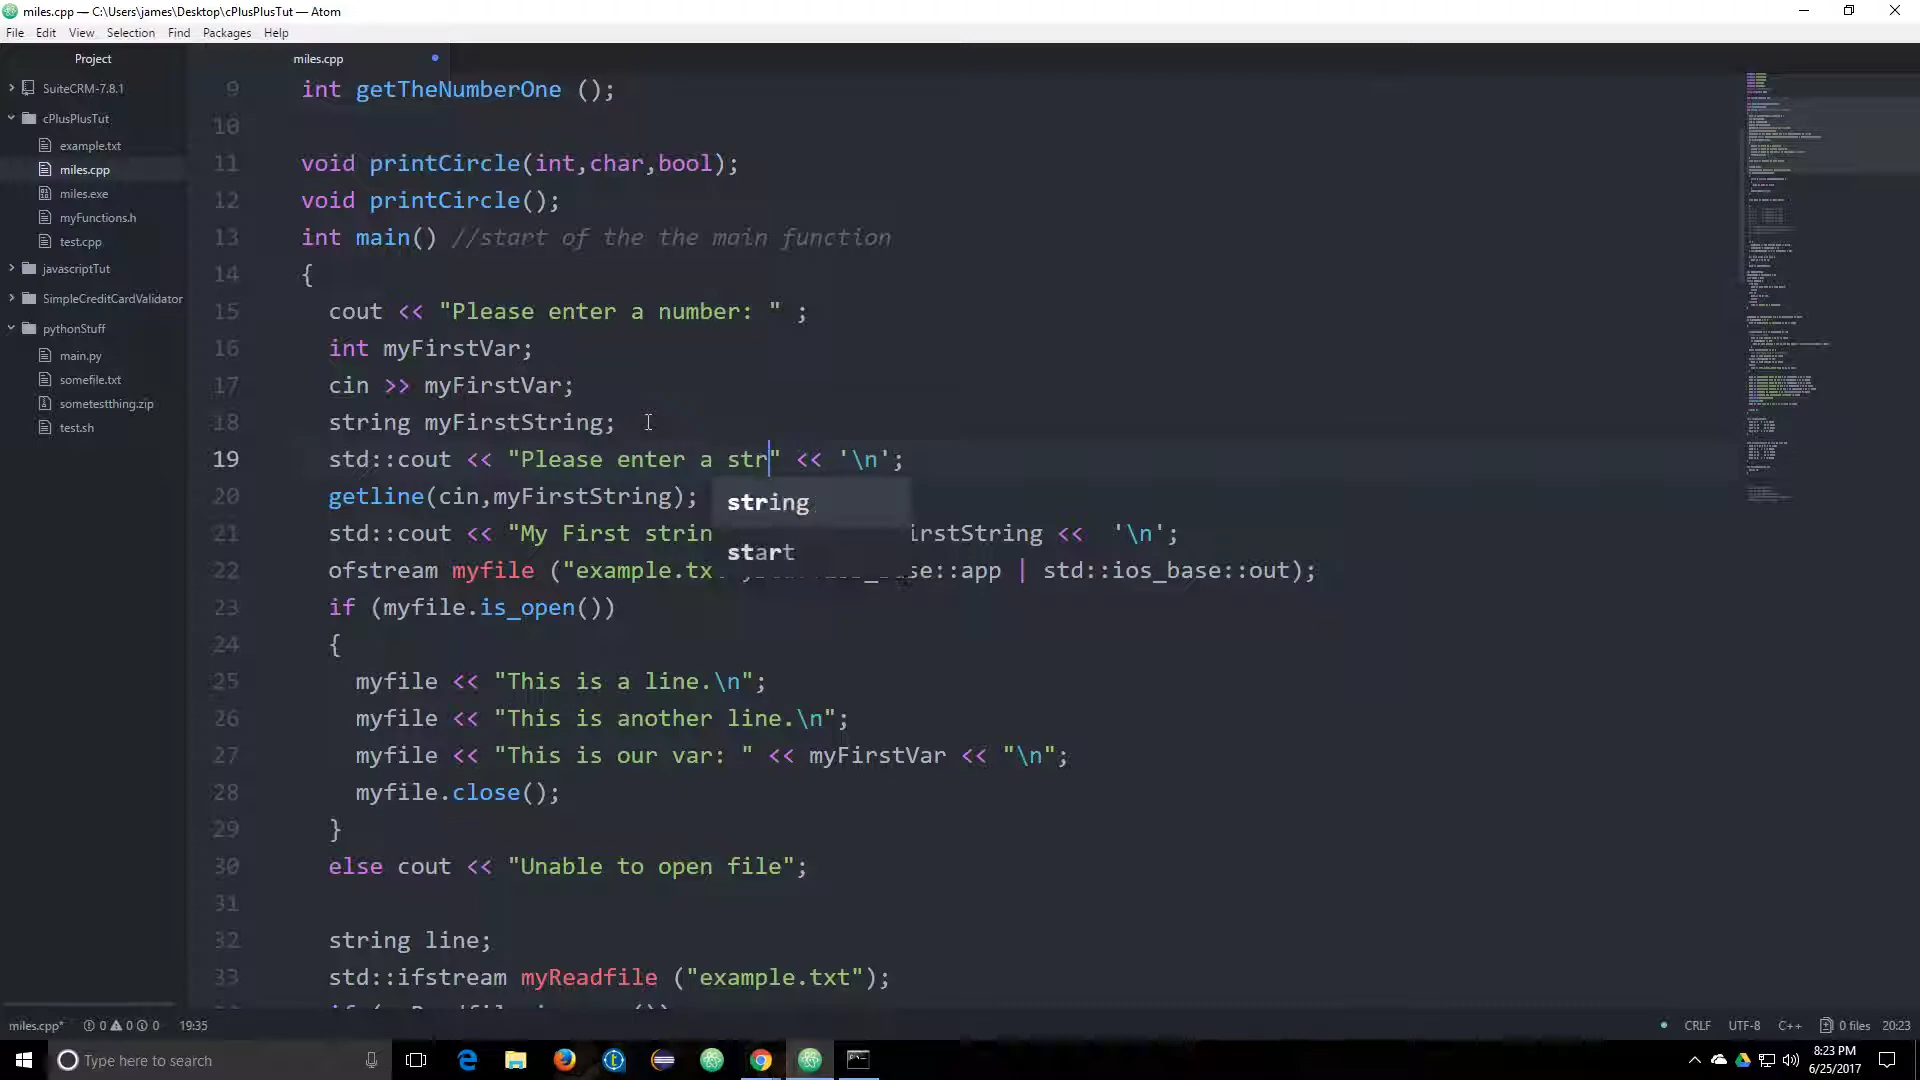 miles.cpp — C:\Users\james\Desktop\cPlusPlusTut — Atom
File Edit View Selection Find Packages Help
Project
SuiteCRM-7.8.1
cPlusPlusTut
example.txt
miles.cpp
miles.exe
myFunctions.h
test.cpp
javascriptTut
SimpleCreditCardValidator
pythonStuff
main.py
somefile.txt
sometestthing.zip
test.sh
miles.cpp
9 int getTheNumberOne ();
10
11 void printCircle(int,char,bool);
12 void printCircle();
13 int main() //start of the the main function
14 {
15 cout << "Please enter a number: " ;
16 int myFirstVar;
17 cin >> myFirstVar;
18 string myFirstString;
19 std::cout << "Please enter a str" << '\n';
20 getline(cin,myFirstString);
string
21 std::cout << "My First strin irstString << '\n';
start
22 ofstream myfile ("example.tx se::app | std::ios_base::out);
23 if (myfile.is_open())
24 {
25 myfile << "This is a line.\n";
26 myfile << "This is another line.\n";
27 myfile << "This is our var: " << myFirstVar << "\n";
28 myfile.close();
29 }
30 else cout << "Unable to open file";
31
32 string line;
33 std::ifstream myReadfile ("example.txt");
miles.cpp* 0 0 0 19:35 CRLF UTF-8 C++ 0 files 20:23
Type here to search
8:23 PM
6/25/2017